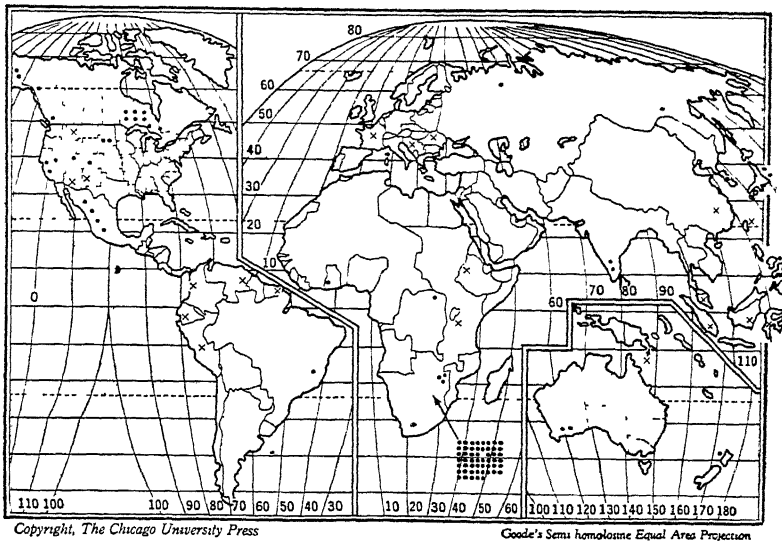 80
70
60
50
40
30
20
10
0
70 80 90
60
110
110 100 100 90 80 70 60 50 40 30 10 20 30 40 50 60 100 110 120 130 140 150 160 170 180
Copyright, The Chicago University Press
Goode's Semi homolosine Equal Area Projection